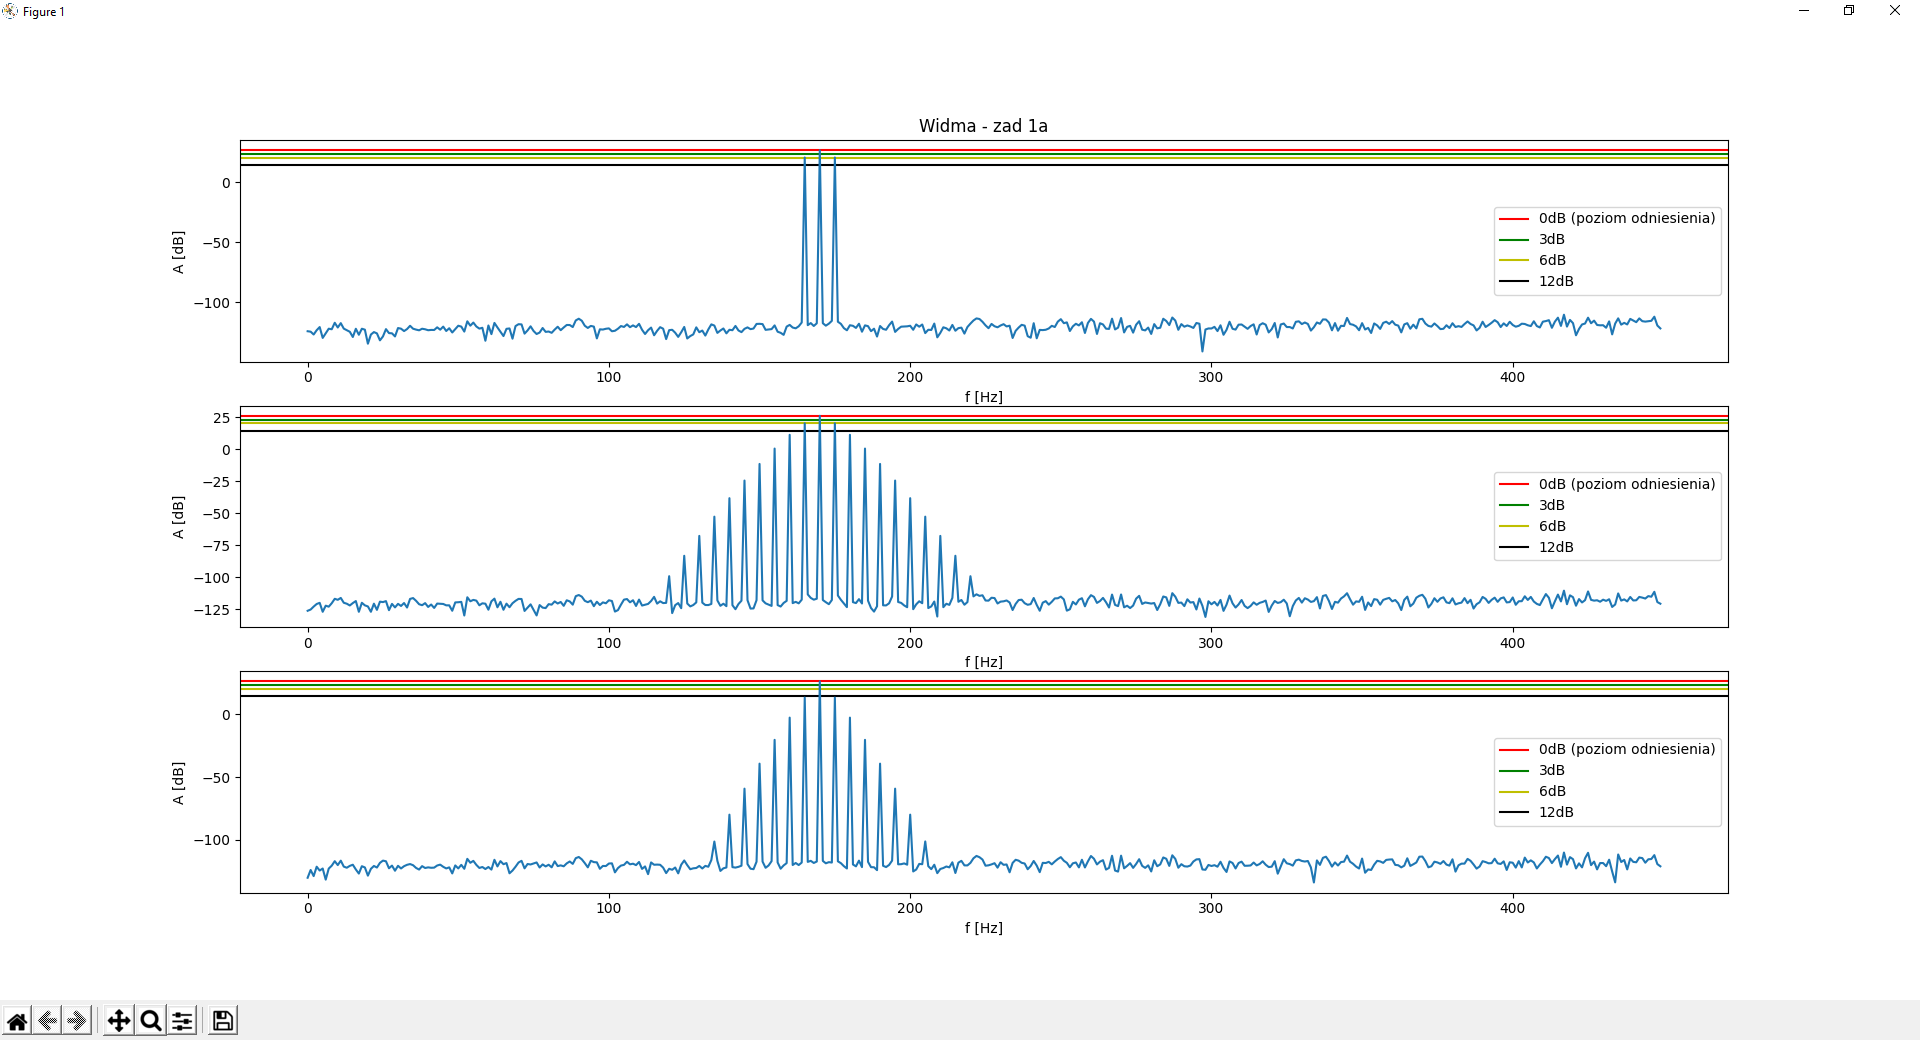 Figure 1
Widma - zad 1a
A [dB]
0
−50
−100
0dB (poziom odniesienia)
3dB
6dB
12dB
0 100 200 300 400
f [Hz]
A [dB]
25
0
−25
−50
−75
−100
−125
0dB (poziom odniesienia)
3dB
6dB
12dB
0 100 200 300 400
f [Hz]
A [dB]
0
−50
−100
0dB (poziom odniesienia)
3dB
6dB
12dB
0 100 200 300 400
f [Hz]